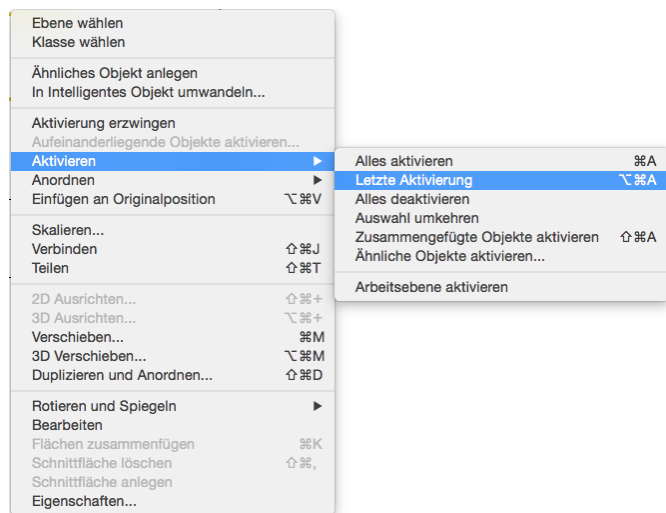 Ebene wählen
Klasse wählen
Ähnliches Objekt anlegen
In Intelligentes Objekt umwandeln...
Aktivierung erzwingen
Aufeinanderliegende Objekte aktivieren...
Aktivieren ▶
Anordnen ▶
Einfügen an Originalposition ⌥⌘V
Skalieren...
Verbinden ⇧⌘J
Teilen ⇧⌘T
2D Ausrichten... ⇧⌘+
3D Ausrichten... ⌥⌘+
Verschieben... ⌘M
3D Verschieben... ⌥⌘M
Duplizieren und Anordnen... ⇧⌘D
Rotieren und Spiegeln ▶
Bearbeiten
Flächen zusammenfügen ⌘K
Schnittfläche löschen ⇧⌘,
Schnittfläche anlegen
Eigenschaften...
Alles aktivieren ⌘A
Letzte Aktivierung ⌥⌘A
Alles deaktivieren
Auswahl umkehren
Zusammengefügte Objekte aktivieren ⇧⌘A
Ähnliche Objekte aktivieren...
Arbeitsebene aktivieren